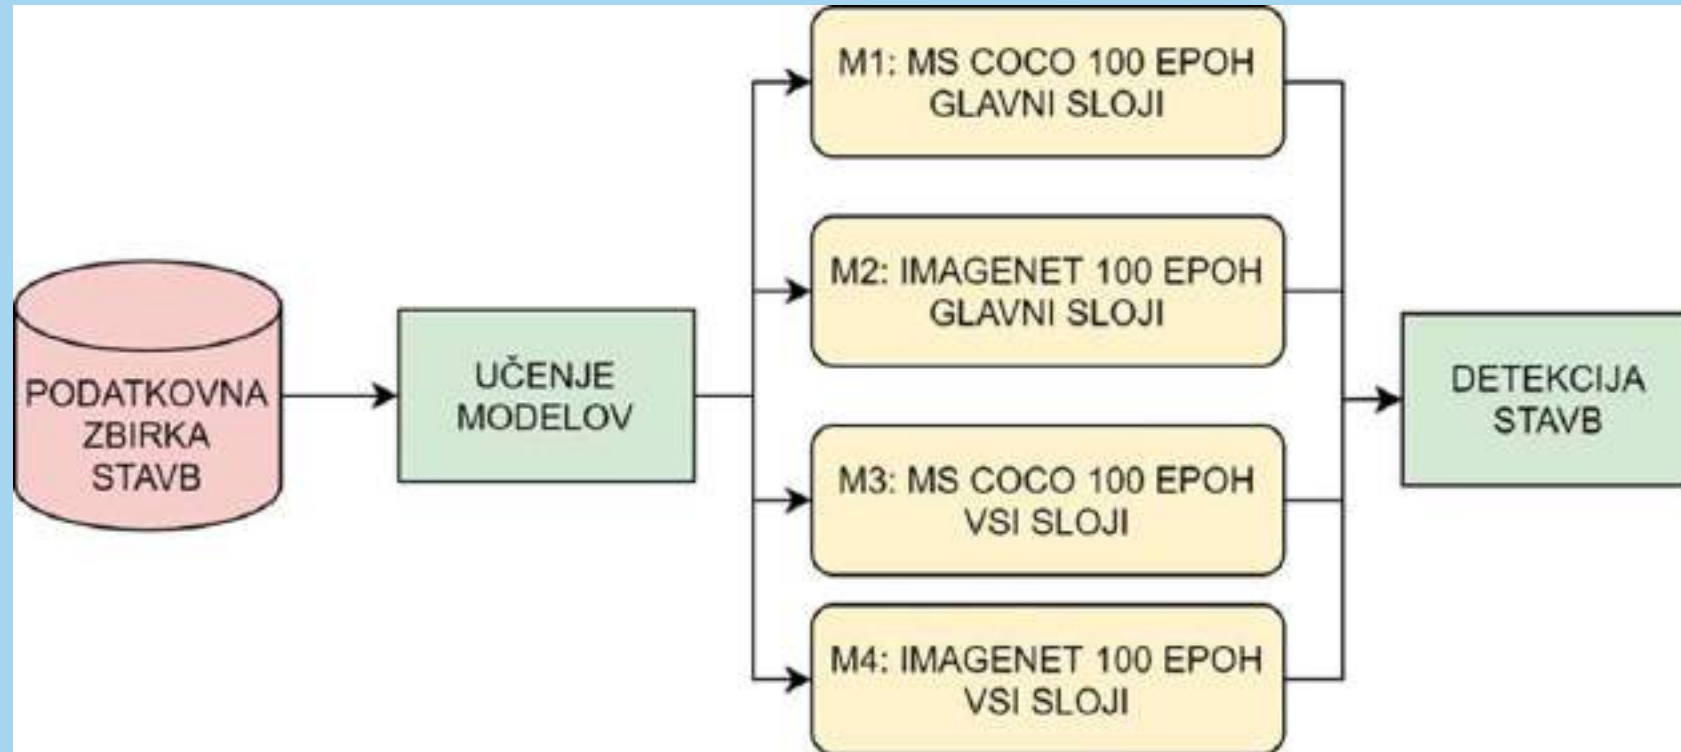 PODATKOVNA
ZBIRKA
STAVB
UČENJE
MODELOV
M1: MS COCO 100 EPOH
GLAVNI SLOJI
M2: IMAGENET 100 EPOH
GLAVNI SLOJI
M3: MS COCO 100 EPOH
VSI SLOJI
M4: IMAGENET 100 EPOH
VSI SLOJI
DETEKCIJA
STAVB